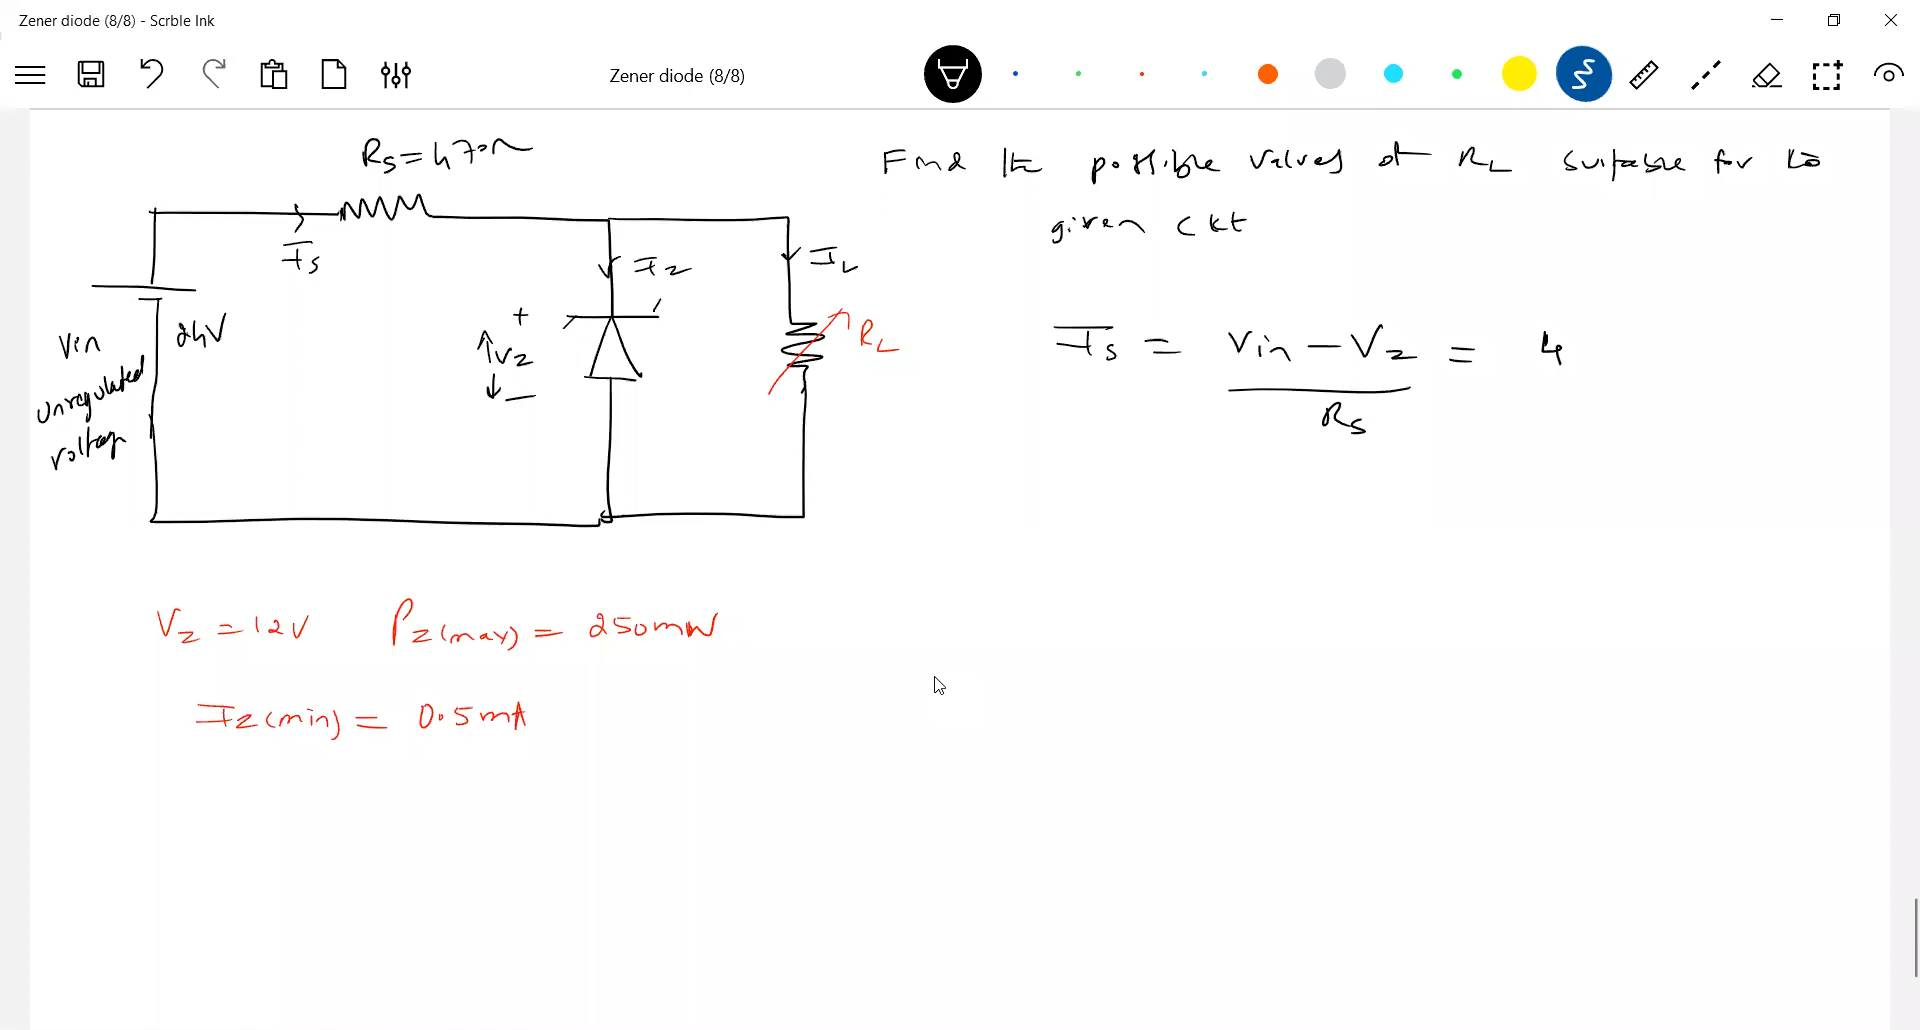 Zener diode (8/8) - Scrble Ink
Zener diode (8/8)
Rs = 470Ω
Find the possible values of RL suitable for the
given ckt
Is
Iz
IL
Vin
unregulated
voltage
24V
+
Vz
-
RL
Is = Vin - Vz = 4
Rs
Vz = 12V Pz(max) = 250mW
Iz(min) = 0.5mA